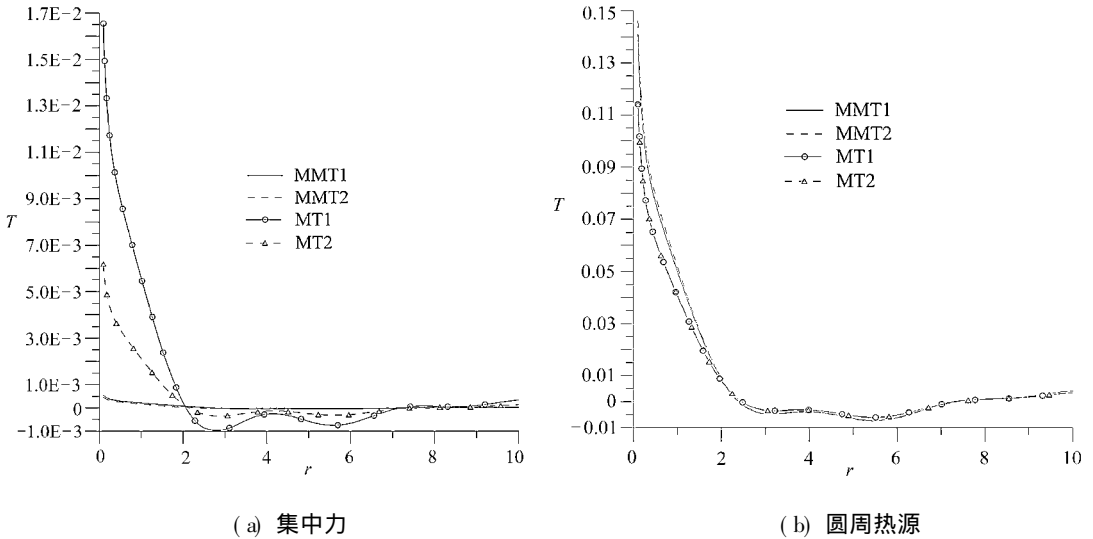 1.7E−2
1.5E−2
1.3E−2
1.1E−2
9.0E−3
7.0E−3
5.0E−3
3.0E−3
1.0E−3
0
−1.0E−3
T
0 2 4 6 8 10
r
MMT1
MMT2
MT1
MT2
(a) 集中力
0.15
0.13
0.11
0.09
0.07
0.05
0.03
0.01
0
−0.01
T
0 2 4 6 8 10
r
MMT1
MMT2
MT1
MT2
(b) 圆周热源